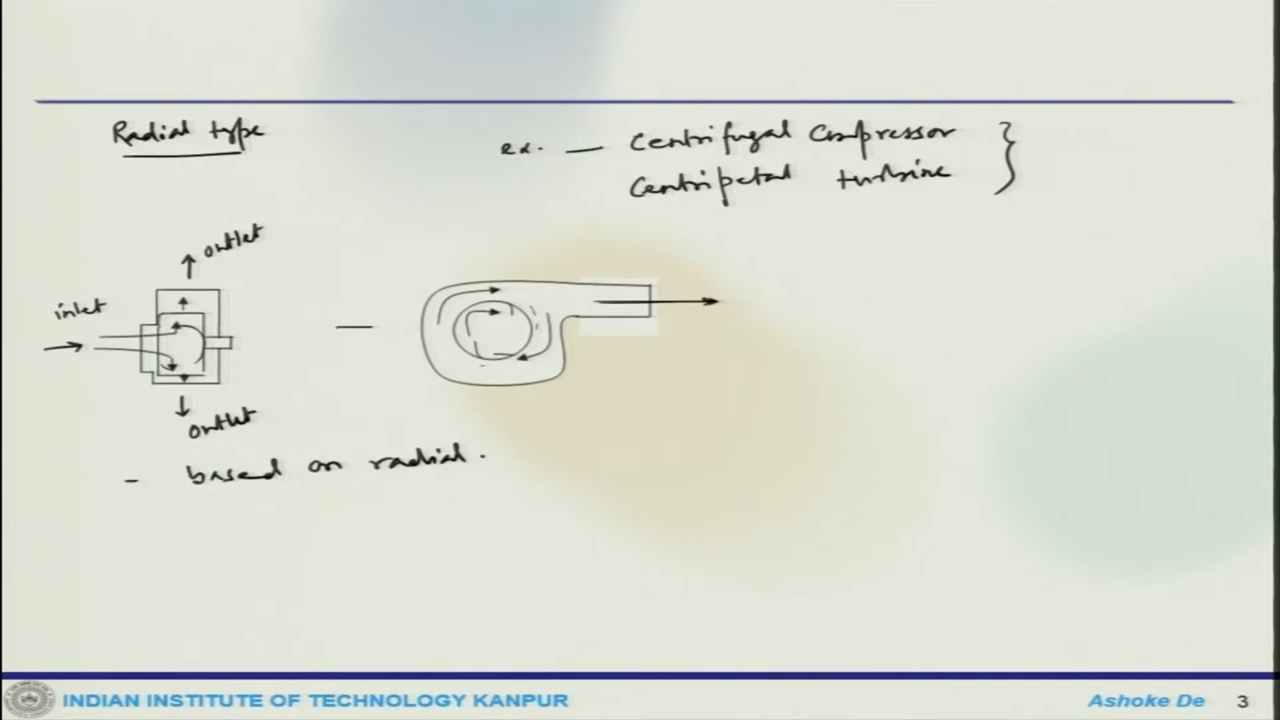 Radial type
ex. — Centrifugal Compressor
Centripetal turbine
outlet
inlet
outlet
- based on radial.
INDIAN INSTITUTE OF TECHNOLOGY KANPUR
Ashoke De 3